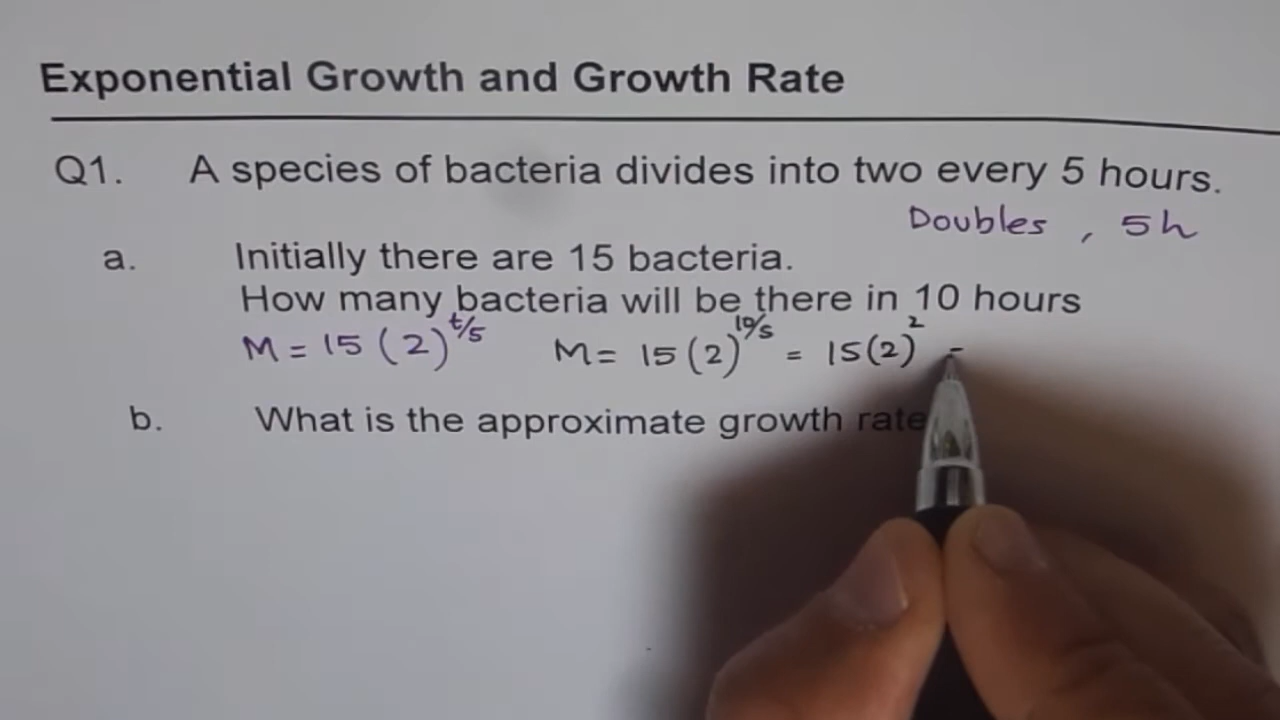 Exponential Growth and Growth Rate
Q1. A species of bacteria divides into two every 5 hours.
Doubles , 5h
a. Initially there are 15 bacteria.
How many bacteria will be there in 10 hours
M = 15 (2)^t/5 M = 15 (2)^10/5 = 15(2)^2 =
b. What is the approximate growth rate